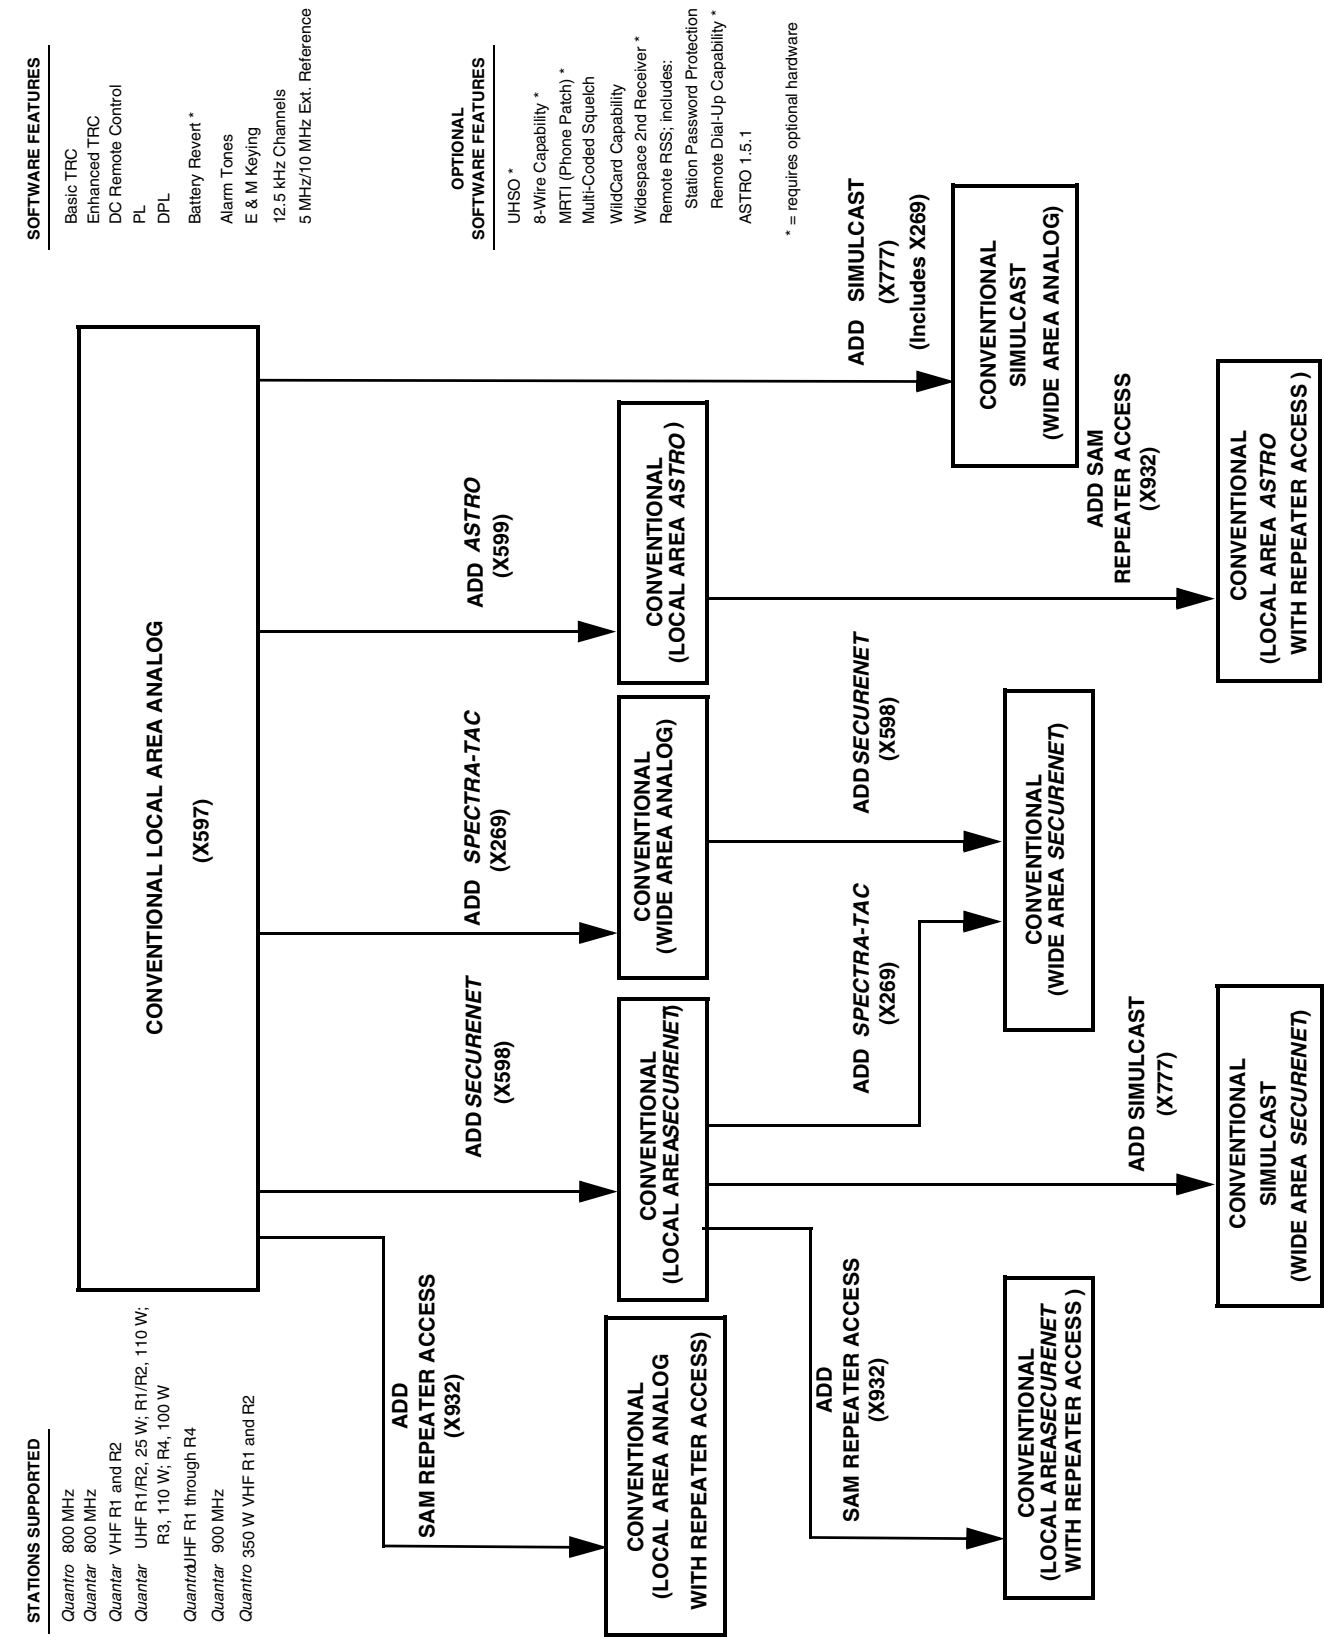 STATIONS SUPPORTED
Quantro 800 MHz
Quantar 800 MHz
Quantar VHF R1 and R2
Quantar UHF R1/R2, 25 W; R1/R2, 110 W;
R3, 110 W; R4, 100 W
Quantro UHF R1 through R4
Quantar 900 MHz
Quantro 350 W VHF R1 and R2
CONVENTIONAL LOCAL AREA ANALOG
(X597)
SOFTWARE FEATURES
Basic TRC
Enhanced TRC
DC Remote Control
PL
DPL
Battery Revert *
Alarm Tones
E & M Keying
12.5 kHz Channels
5 MHz/10 MHz Ext. Reference
OPTIONAL
SOFTWARE FEATURES
UHSO *
8-Wire Capability *
MRTI (Phone Patch) *
Multi-Coded Squelch
WildCard Capability
Widespace 2nd Receiver *
Remote RSS; includes:
Station Password Protection
Remote Dial-Up Capability *
ASTRO 1.5.1
* = requires optional hardware
ADD
SAM REPEATER ACCESS
(X932)
ADD SECURENET
(X598)
ADD SPECTRA-TAC
(X269)
ADD ASTRO
(X599)
ADD SIMULCAST
(X777)
(Includes X269)
CONVENTIONAL
(LOCAL AREA ANALOG
WITH REPEATER ACCESS)
CONVENTIONAL
(LOCAL AREASECURENET)
CONVENTIONAL
(WIDE AREA ANALOG)
CONVENTIONAL
(LOCAL AREA ASTRO )
CONVENTIONAL
SIMULCAST
(WIDE AREA ANALOG)
ADD
SAM REPEATER ACCESS
(X932)
ADD SPECTRA-TAC
(X269)
ADD SECURENET
(X598)
ADD SAM
REPEATER ACCESS
(X932)
CONVENTIONAL
(LOCAL AREASECURENET
WITH REPEATER ACCESS )
CONVENTIONAL
(WIDE AREA SECURENET)
ADD SIMULCAST
(X777)
CONVENTIONAL
SIMULCAST
(WIDE AREA SECURENET)
CONVENTIONAL
(LOCAL AREA ASTRO
WITH REPEATER ACCESS )